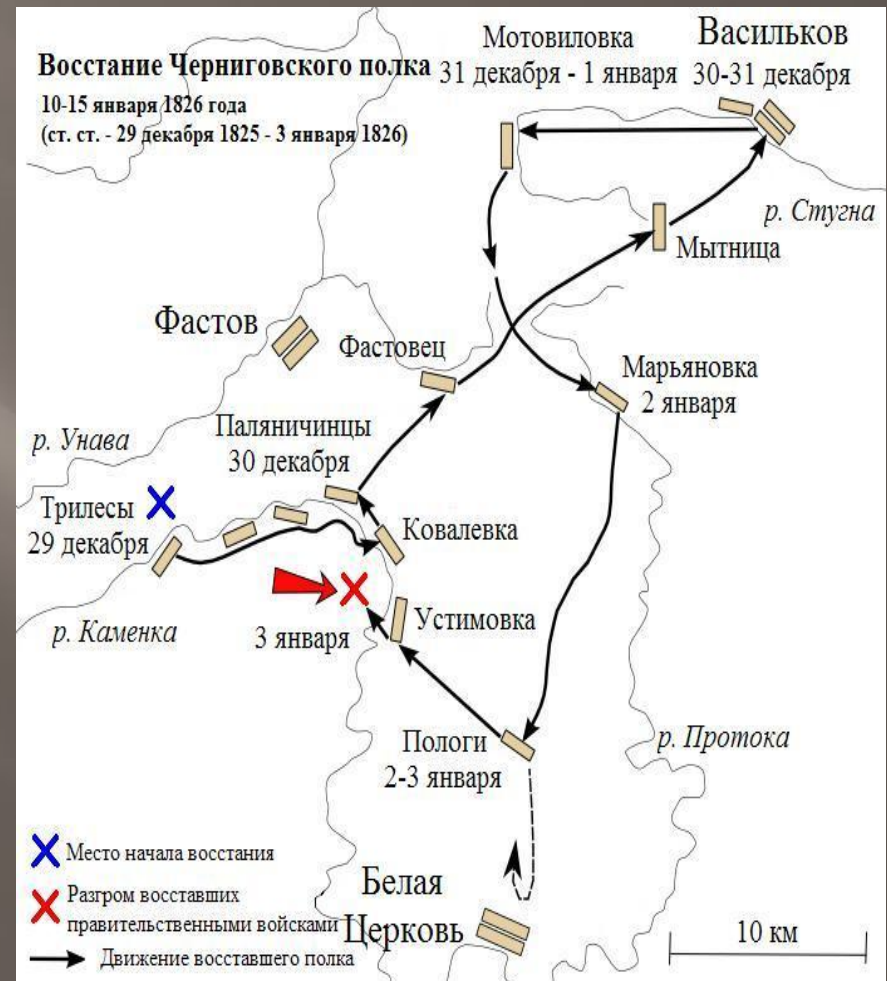 Восстание Черниговского полка
10-15 января 1826 года
(ст. ст. - 29 декабря 1825 - 3 января 1826)
Мотовиловка
31 декабря - 1 января
Васильков
30-31 декабря
р. Стугна
Мытница
Фастов
Фастовец
Марьяновка
2 января
Паляничинцы
30 декабря
р. Унава
Трилесы
29 декабря
Ковалевка
р. Каменка
3 января
Устимовка
Пологи
2-3 января
р. Протока
Белая
Церковь
10 км
Место начала восстания
Разгром восставших
правительственными войсками
Движение восставшего полка